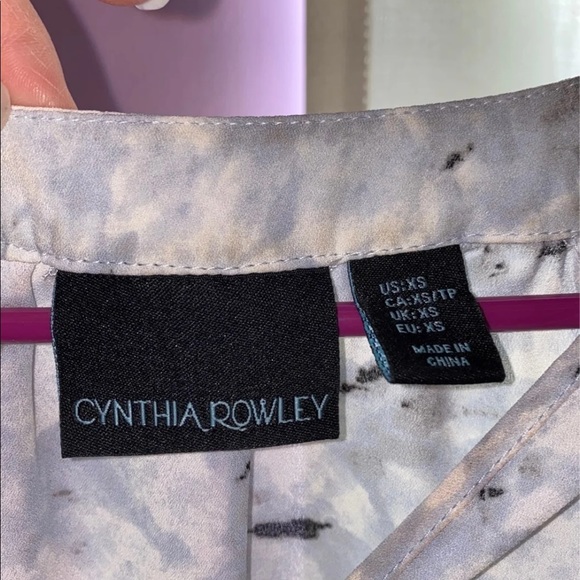 CYNTHIA ROWLEY
US: XS
CA: XS/TP
UK: XS
EU: XS
MADE IN
CHINA